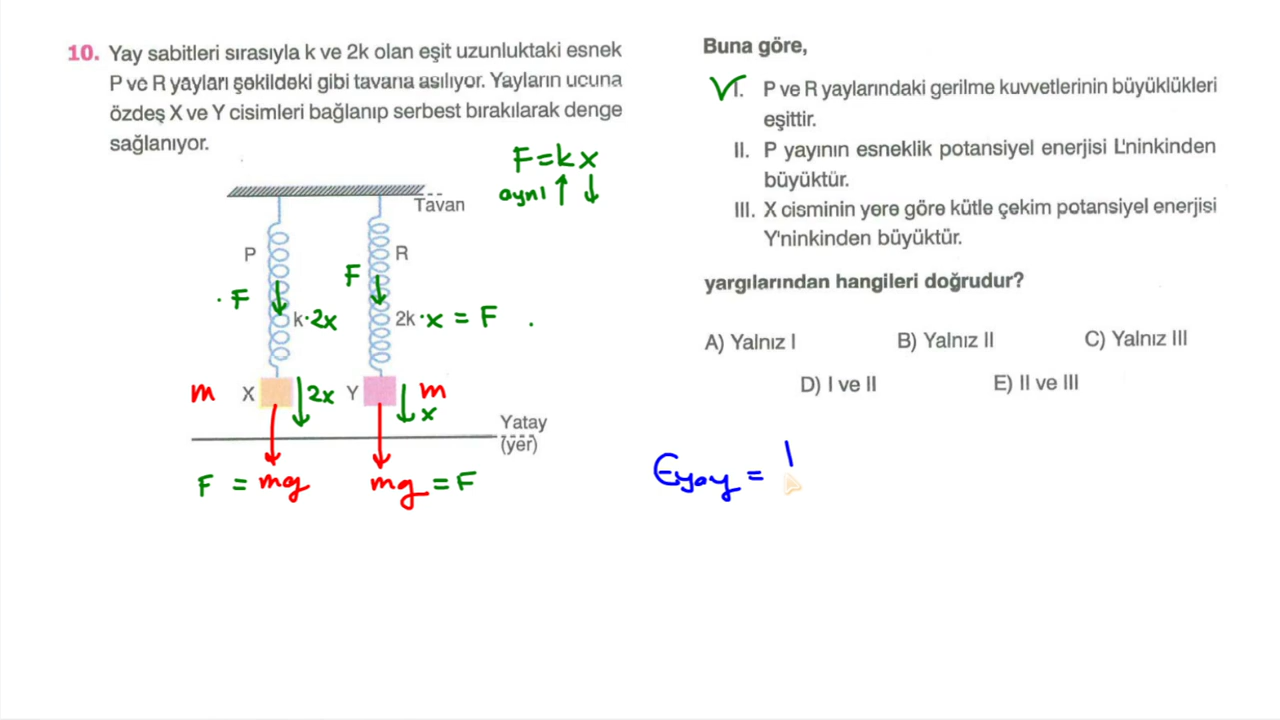 10. Yay sabitleri sırasıyla k ve 2k olan eşit uzunluktaki esnek
P ve R yayları şekildeki gibi tavana asılıyor. Yayların ucuna
özdeş X ve Y cisimleri bağlanıp serbest bırakılarak denge
sağlanıyor.
F=kx
aynı ↑ ↓
Tavan
P
R
F
F
k·2x
2k·x = F
m X 2x Y m
x
Yatay
(yer)
F = mg
mg = F
Buna göre,
I. P ve R yaylarındaki gerilme kuvvetlerinin büyüklükleri
eşittir.
II. P yayının esneklik potansiyel enerjisi L'ninkinden
büyüktür.
III. X cisminin yere göre kütle çekim potansiyel enerjisi
Y'ninkinden büyüktür.
yargılarından hangileri doğrudur?
A) Yalnız I B) Yalnız II C) Yalnız III
D) I ve II E) II ve III
Eyay = 1